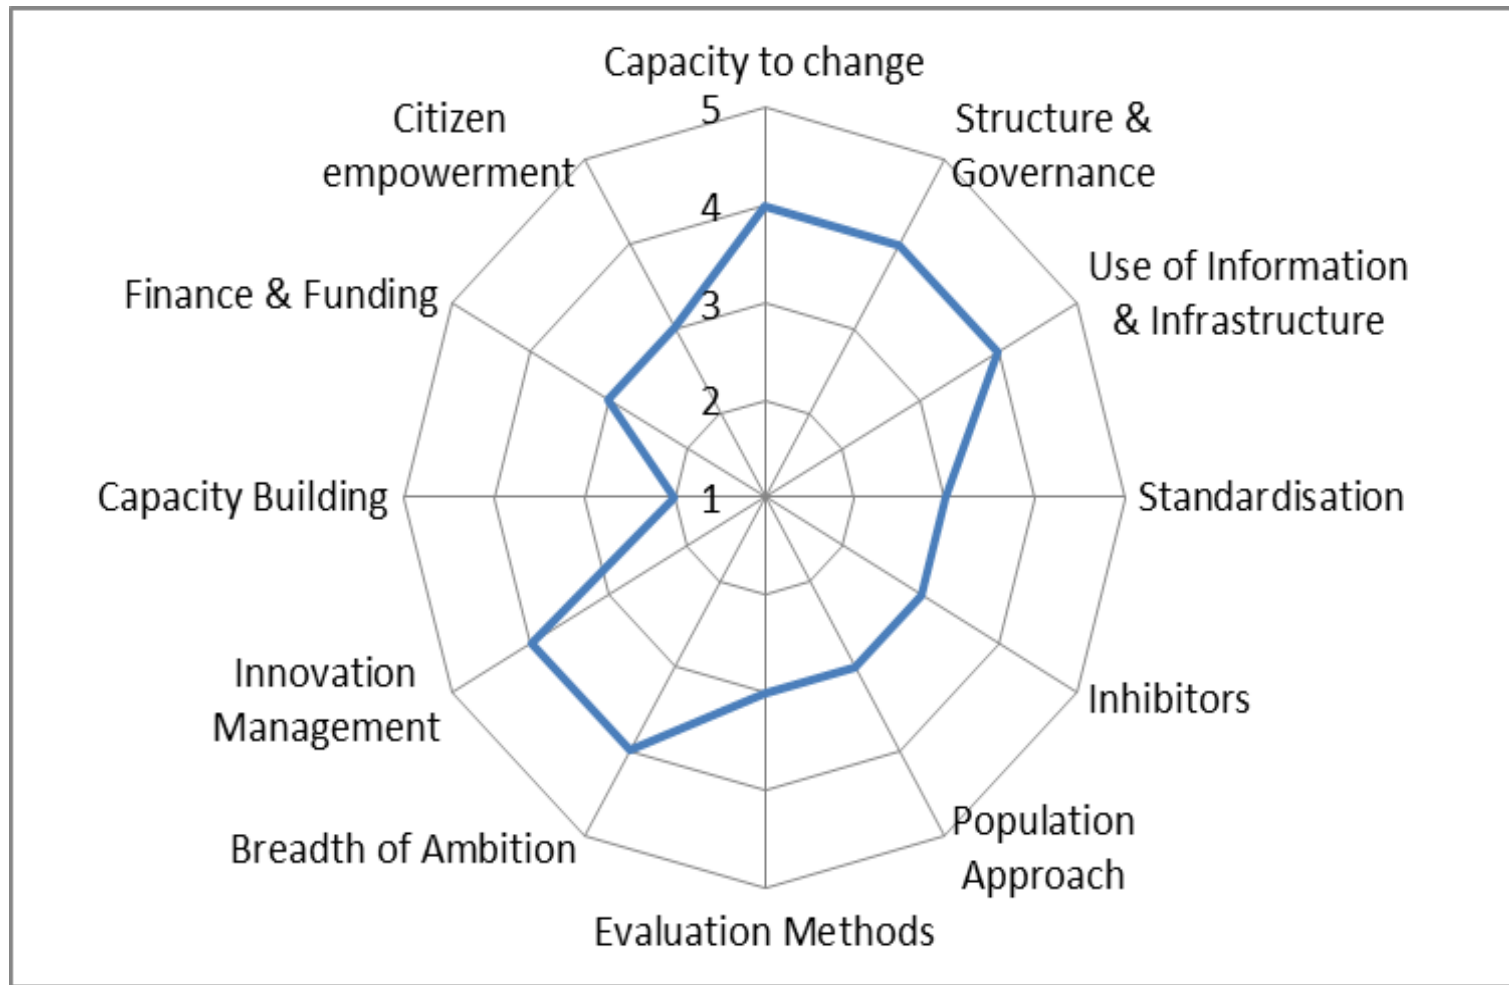 Capacity to change
Structure &
Governance
Use of Information
& Infrastructure
Standardisation
Inhibitors
Population
Approach
Evaluation Methods
Breadth of Ambition
Innovation
Management
Capacity Building
Finance & Funding
Citizen
empowerment
5
4
3
2
1